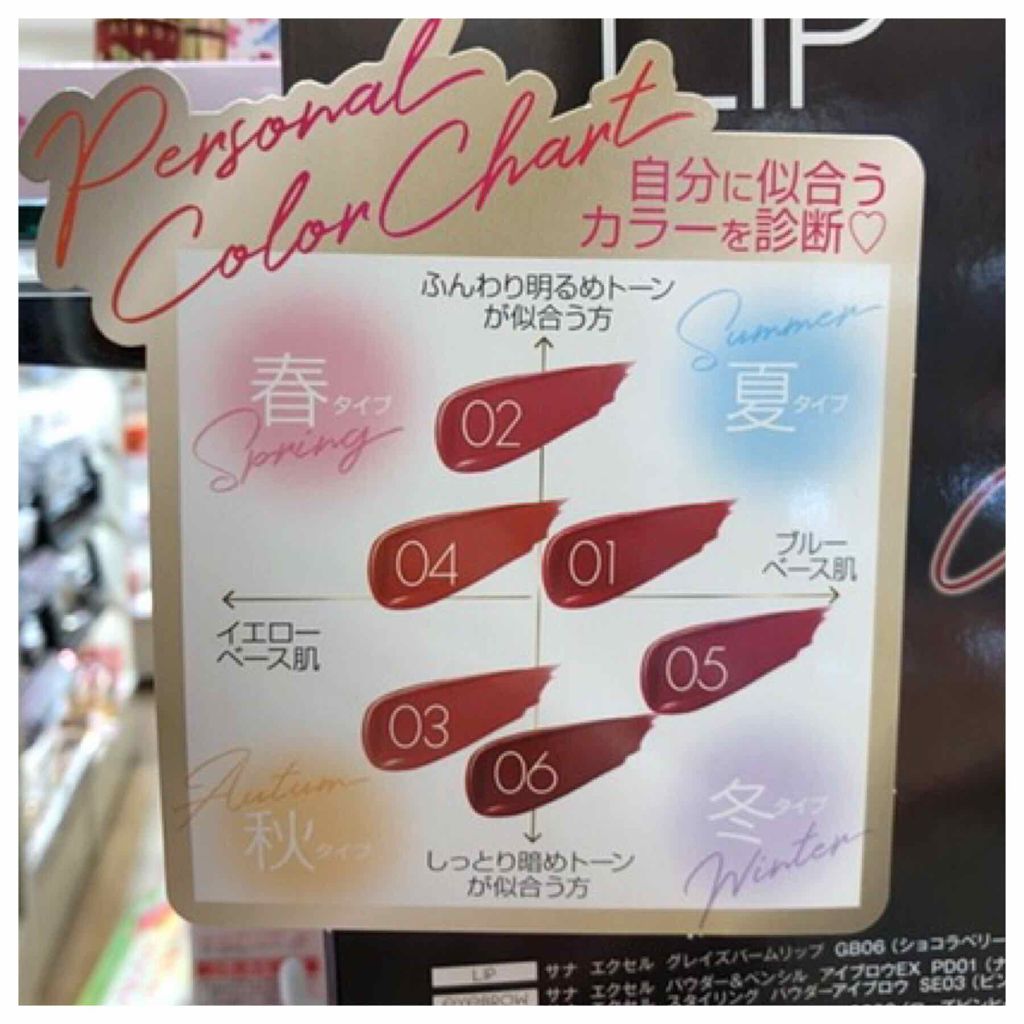 LIP
Personal
Color Chart
自分に似合う
カラーを診断♡
ふんわり明るめトーン
が似合う方
春タイプ
Spring
Summer
夏タイプ
02
04
01
ブルー
ベース肌
イエロー
ベース肌
05
03
06
Autum
秋タイプ
冬タイプ
Winter
しっとり暗めトーン
が似合う方
LIP サナ エクセル グレイズバームリップ GB06（ショコラベリー
EYEBROW サナ エクセル パウダー&ペンシル アイブロウEX PD01（ナ
サナ エクセル スタイリング パウダーアイブロウ SE03（ピン